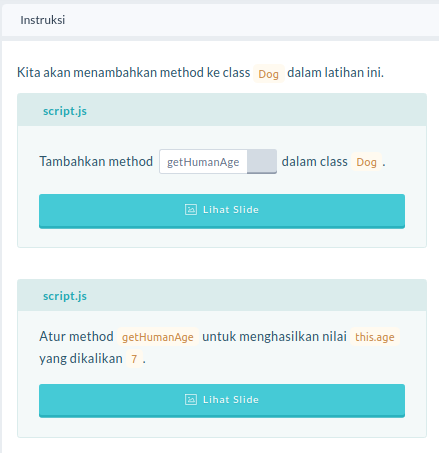 Instruksi
Kita akan menambahkan method ke class Dog dalam latihan ini.
script.js
Tambahkan method getHumanAge dalam class Dog .
Lihat Slide
script.js
Atur method getHumanAge untuk menghasilkan nilai this.age
yang dikalikan 7 .
Lihat Slide